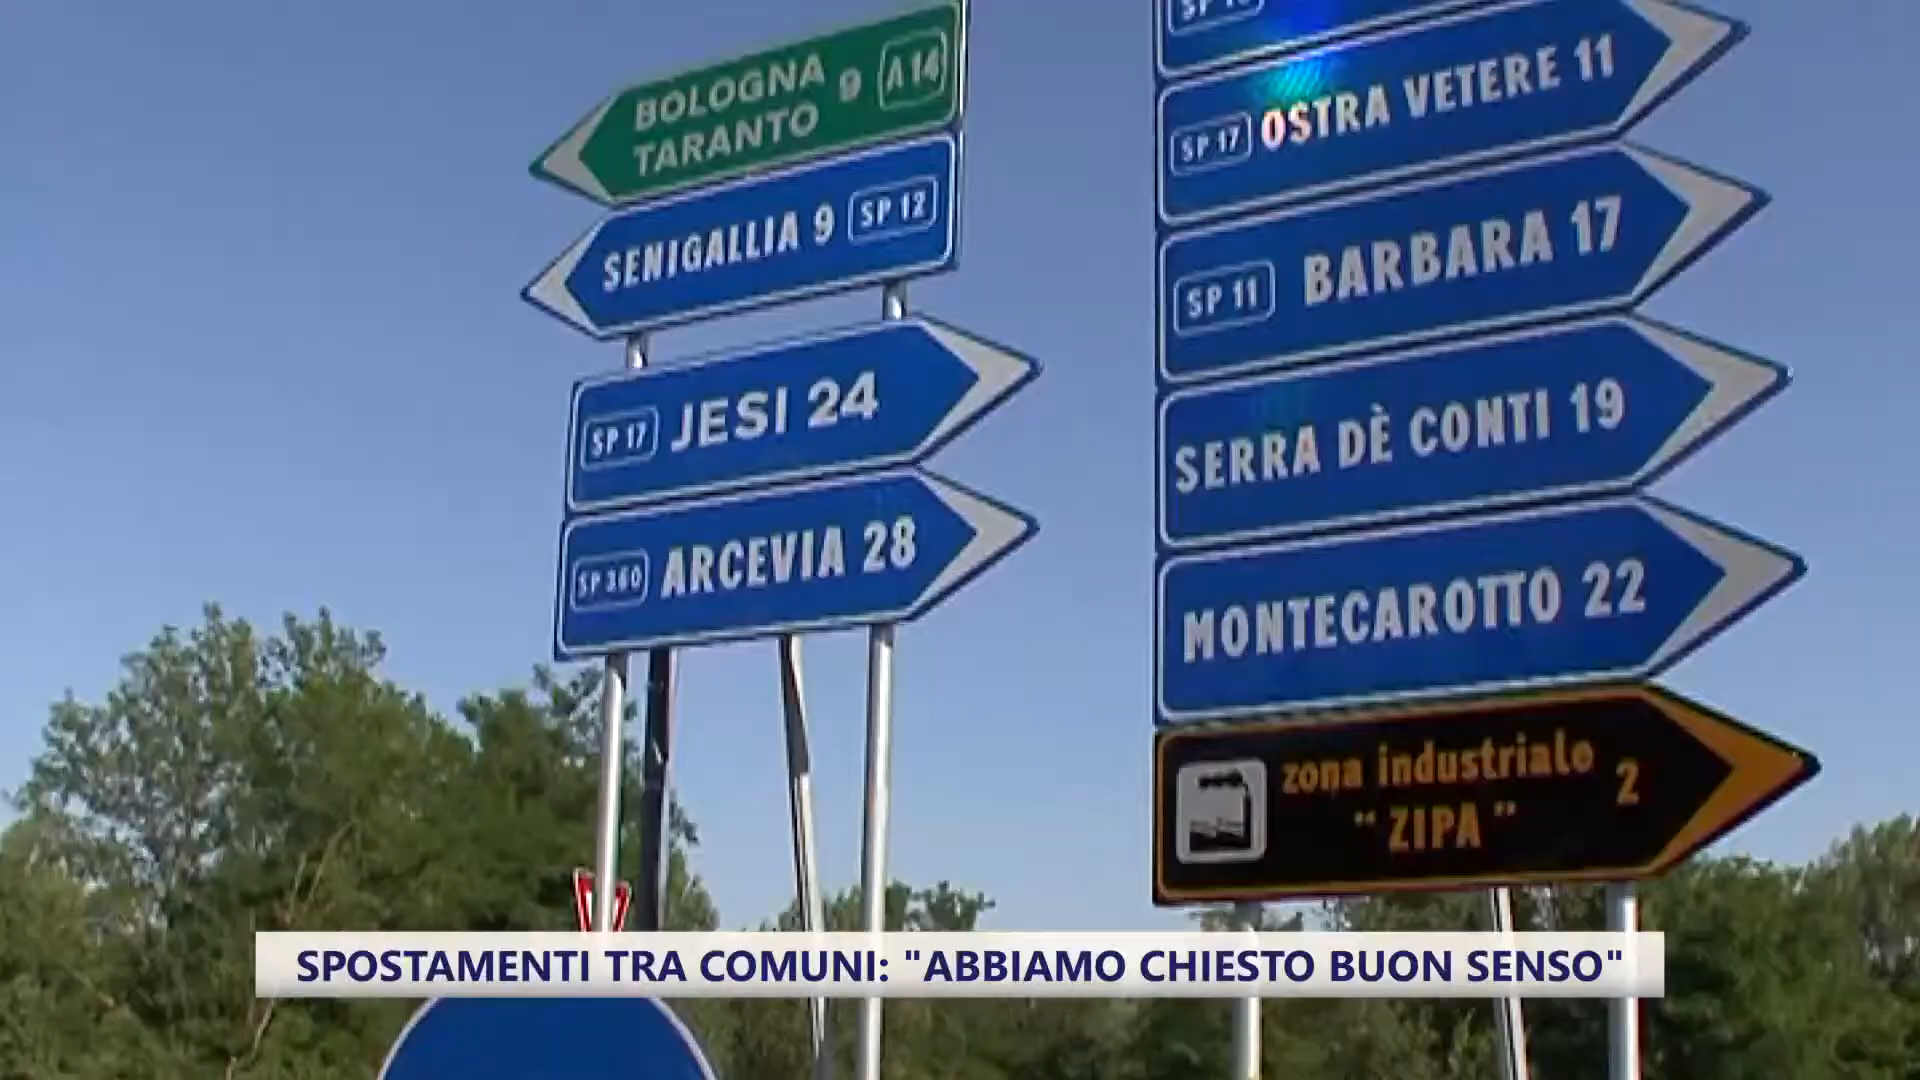 BOLOGNA
TARANTO 9 A 14
SENIGALLIA 9 SP 12
SP 17 JESI 24
SP 360 ARCEVIA 28
SP 17 OSTRA VETERE 11
SP 11 BARBARA 17
SERRA DÈ CONTI 19
MONTECAROTTO 22
zona industriale 2
"ZIPA"
SPOSTAMENTI TRA COMUNI: "ABBIAMO CHIESTO BUON SENSO"